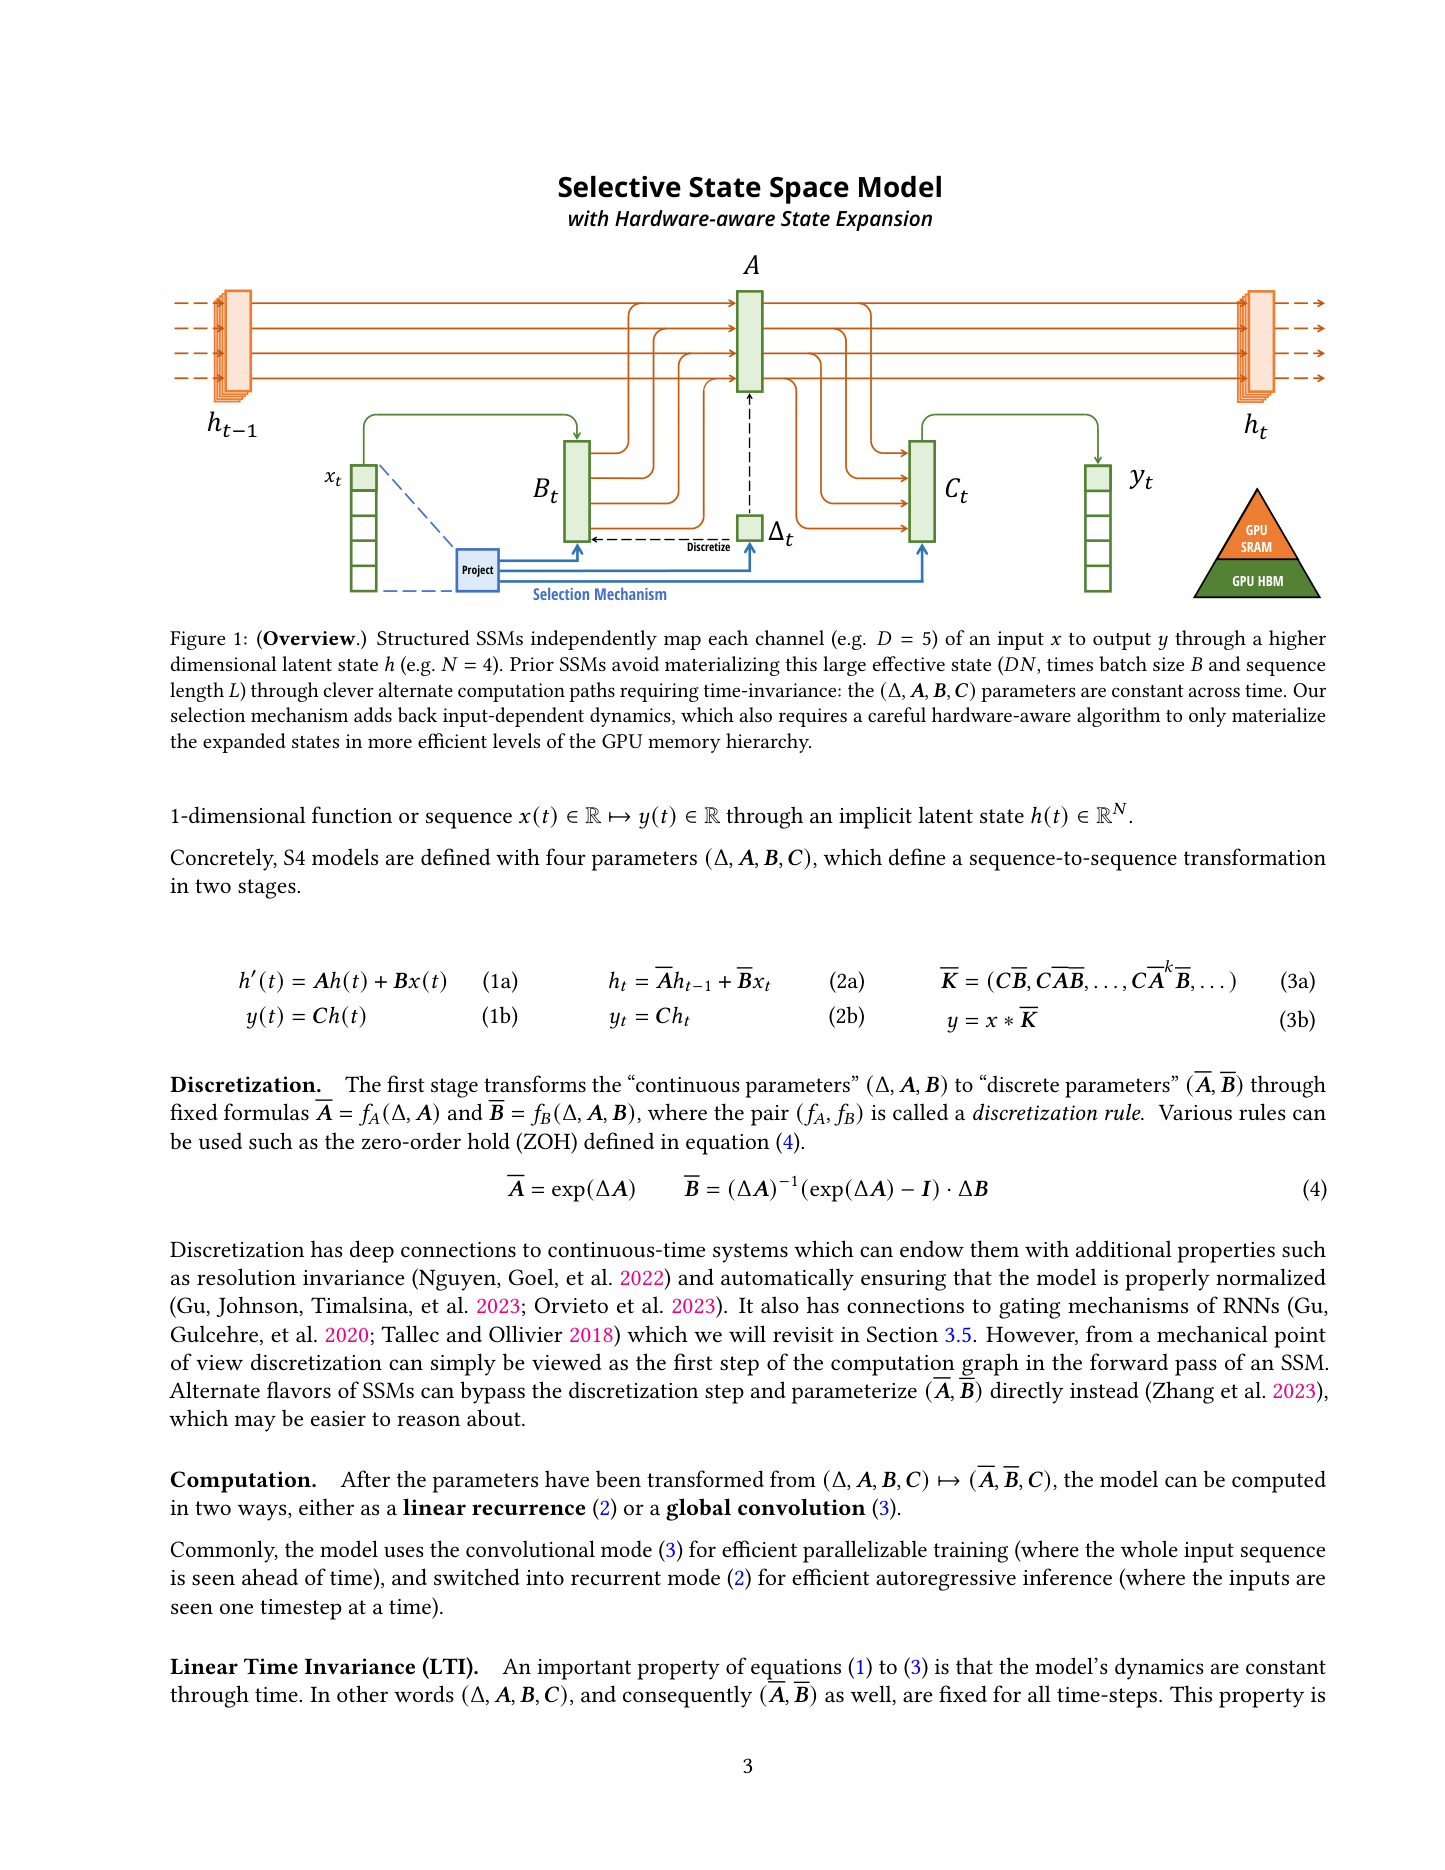 Selective State Space Model
with Hardware-aware State Expansion
A
h_{t−1}
h_t
x_t
B_t
C_t
y_t
Δ_t
Discretize
Project
Selection Mechanism
GPU
SRAM
GPU HBM
Figure 1: (Overview.) Structured SSMs independently map each channel (e.g. D = 5) of an input x to output y through a higher
dimensional latent state h (e.g. N = 4). Prior SSMs avoid materializing this large effective state (DN, times batch size B and sequence
length L) through clever alternate computation paths requiring time-invariance: the (Δ, A, B, C) parameters are constant across time. Our
selection mechanism adds back input-dependent dynamics, which also requires a careful hardware-aware algorithm to only materialize
the expanded states in more efficient levels of the GPU memory hierarchy.
1-dimensional function or sequence x(t) ∈ ℝ ↦ y(t) ∈ ℝ through an implicit latent state h(t) ∈ ℝ^N.
Concretely, S4 models are defined with four parameters (Δ, A, B, C), which define a sequence-to-sequence transformation
in two stages.
h′(t) = Ah(t) + Bx(t) (1a)
y(t) = Ch(t) (1b)
h_t = A̅h_{t−1} + B̅x_t (2a)
y_t = Ch_t (2b)
K̅ = (CB̅, CA̅B̅, . . . , CA̅^kB̅, . . . ) (3a)
y = x ∗ K̅ (3b)
Discretization. The first stage transforms the “continuous parameters” (Δ, A, B) to “discrete parameters” (A̅, B̅) through
fixed formulas A̅ = f_A(Δ, A) and B̅ = f_B(Δ, A, B), where the pair (f_A, f_B) is called a discretization rule. Various rules can
be used such as the zero-order hold (ZOH) defined in equation (4).
A̅ = exp(ΔA) B̅ = (ΔA)^{−1}(exp(ΔA) − I) · ΔB (4)
Discretization has deep connections to continuous-time systems which can endow them with additional properties such
as resolution invariance (Nguyen, Goel, et al. 2022) and automatically ensuring that the model is properly normalized
(Gu, Johnson, Timalsina, et al. 2023; Orvieto et al. 2023). It also has connections to gating mechanisms of RNNs (Gu,
Gulcehre, et al. 2020; Tallec and Ollivier 2018) which we will revisit in Section 3.5. However, from a mechanical point
of view discretization can simply be viewed as the first step of the computation graph in the forward pass of an SSM.
Alternate flavors of SSMs can bypass the discretization step and parameterize (A̅, B̅) directly instead (Zhang et al. 2023),
which may be easier to reason about.
Computation. After the parameters have been transformed from (Δ, A, B, C) ↦ (A̅, B̅, C), the model can be computed
in two ways, either as a linear recurrence (2) or a global convolution (3).
Commonly, the model uses the convolutional mode (3) for efficient parallelizable training (where the whole input sequence
is seen ahead of time), and switched into recurrent mode (2) for efficient autoregressive inference (where the inputs are
seen one timestep at a time).
Linear Time Invariance (LTI). An important property of equations (1) to (3) is that the model’s dynamics are constant
through time. In other words (Δ, A, B, C), and consequently (A̅, B̅) as well, are fixed for all time-steps. This property is
3